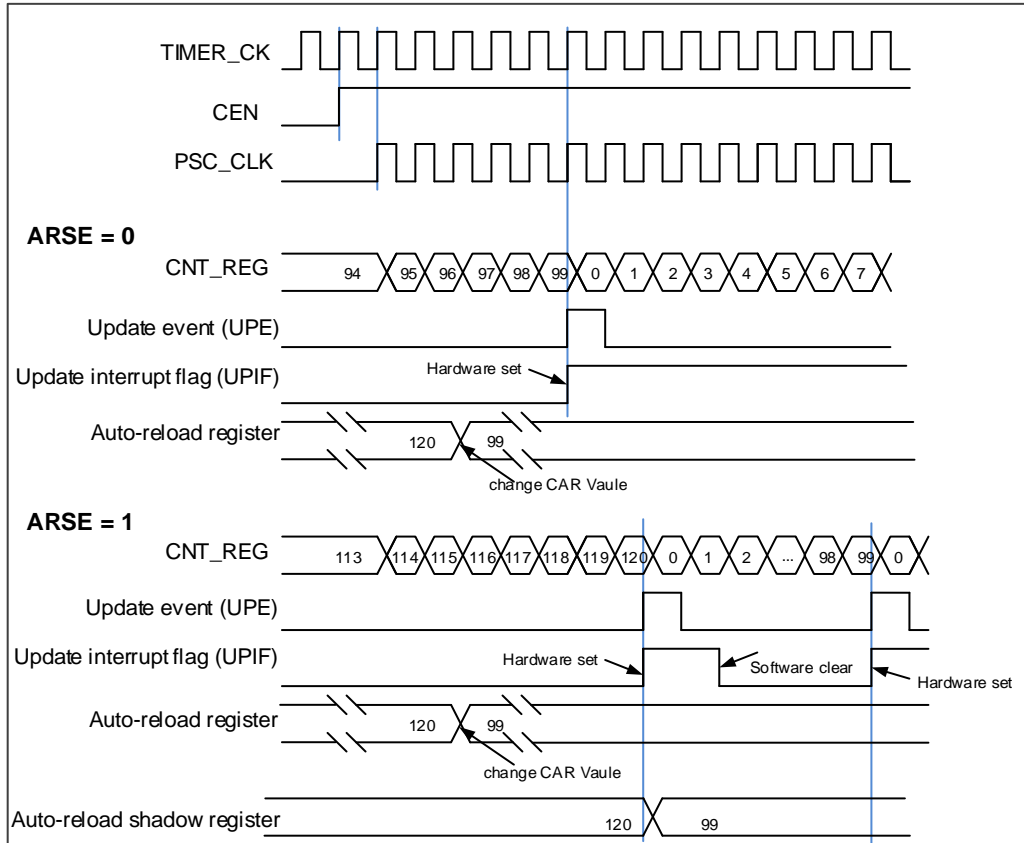 TIMER_CK
CEN
PSC_CLK
ARSE = 0
CNT_REG 94 95 96 97 98 99 0 1 2 3 4 5 6 7
Update event (UPE)
Update interrupt flag (UPIF) Hardware set
Auto-reload register 120 99
change CAR Vaule
ARSE = 1
CNT_REG 113 114 115 116 117 118 119 120 0 1 2 ... 98 99 0
Update event (UPE)
Update interrupt flag (UPIF) Hardware set Software clear Hardware set
Auto-reload register 120 99
change CAR Vaule
Auto-reload shadow register 120 99